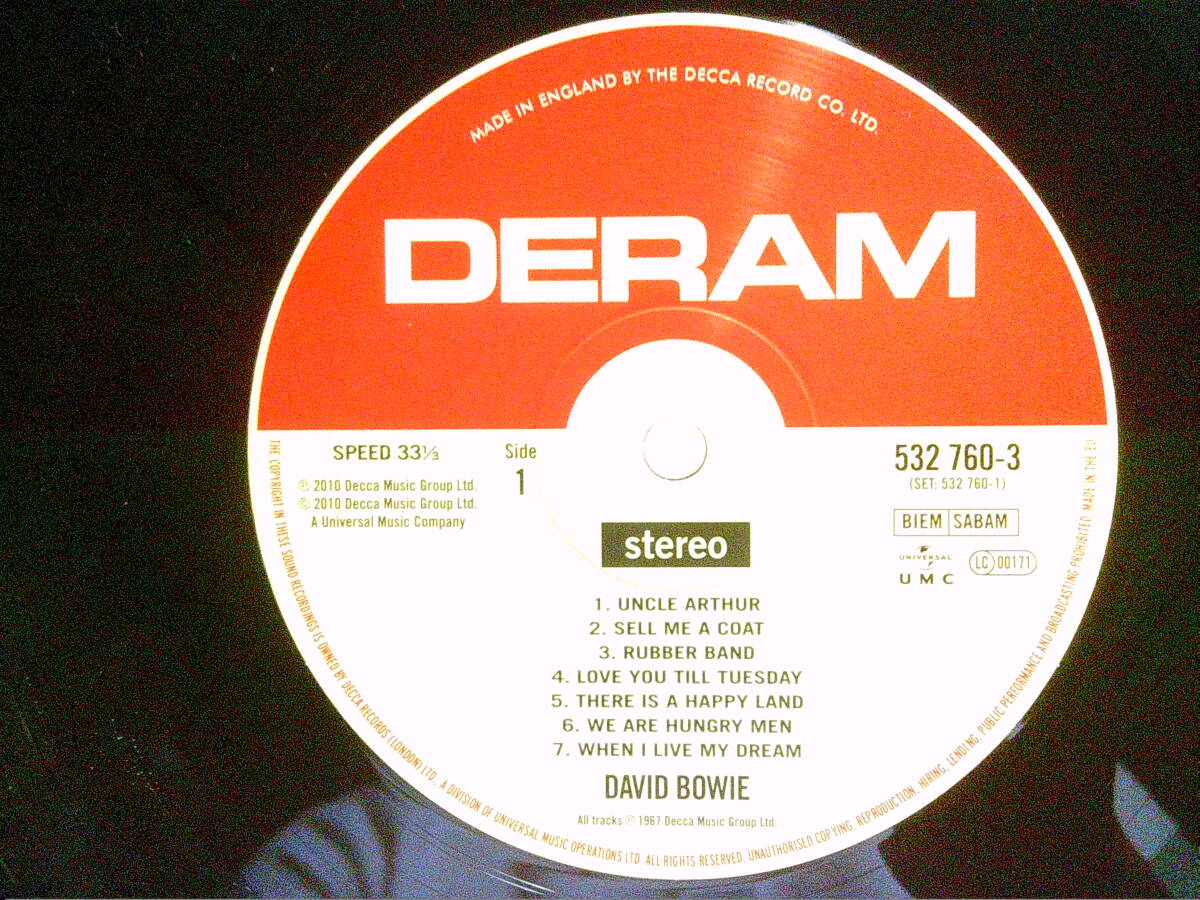 MADE IN ENGLAND BY THE DECCA RECORD CO. LTD.
DERAM
SPEED 33⅓
Side
1
℗ 2010 Decca Music Group Ltd.
© 2010 Decca Music Group Ltd.
A Universal Music Company
532 760-3
(SET: 532 760-1)
BIEM SABAM
UNIVERSAL
UMC
LC 00171
stereo
1. UNCLE ARTHUR
2. SELL ME A COAT
3. RUBBER BAND
4. LOVE YOU TILL TUESDAY
5. THERE IS A HAPPY LAND
6. WE ARE HUNGRY MEN
7. WHEN I LIVE MY DREAM
DAVID BOWIE
All tracks ℗ 1967 Decca Music Group Ltd.
THE COPYRIGHT IN THESE SOUND RECORDINGS IS OWNED BY DECCA RECORDS (LONDON) LTD., A DIVISION OF UNIVERSAL MUSIC OPERATIONS LTD. ALL RIGHTS RESERVED. UNAUTHORISED COPYING, REPRODUCTION, HIRING, LENDING, PUBLIC PERFORMANCE AND BROADCASTING PROHIBITED. MADE IN THE EU